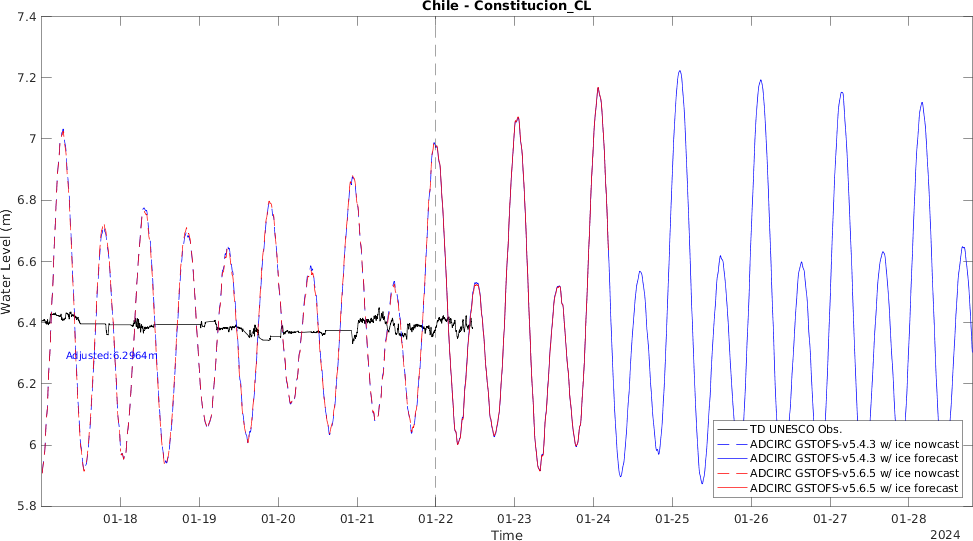 Chile - Constitucion_CL
7.4
7.2
7
6.8
6.6
6.4
6.2
6
5.8
Water Level (m)
Adjusted:6.2964m
TD UNESCO Obs.
ADCIRC GSTOFS-v5.4.3 w/ ice nowcast
ADCIRC GSTOFS-v5.4.3 w/ ice forecast
ADCIRC GSTOFS-v5.6.5 w/ ice nowcast
ADCIRC GSTOFS-v5.6.5 w/ ice forecast
01-18 01-19 01-20 01-21 01-22 01-23 01-24 01-25 01-26 01-27 01-28
Time
2024